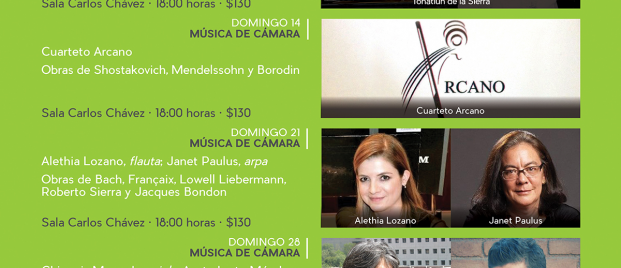 Sala Carlos Chávez · 18:00 horas · $130
Tonatiuh de la Sierra
DOMINGO 14
MÚSICA DE CÁMARA
Cuarteto Arcano
Obras de Shostakovich, Mendelssohn y Borodin
Sala Carlos Chávez · 18:00 horas · $130
RCANO
Cuarteto Arcano
DOMINGO 21
MÚSICA DE CÁMARA
Alethia Lozano, flauta; Janet Paulus, arpa
Obras de Bach, Françaix, Lowell Liebermann,
Roberto Sierra y Jacques Bondon
Sala Carlos Chávez · 18:00 horas · $130
M
Alethia Lozano
Janet Paulus
DOMINGO 28
MÚSICA DE CÁMARA